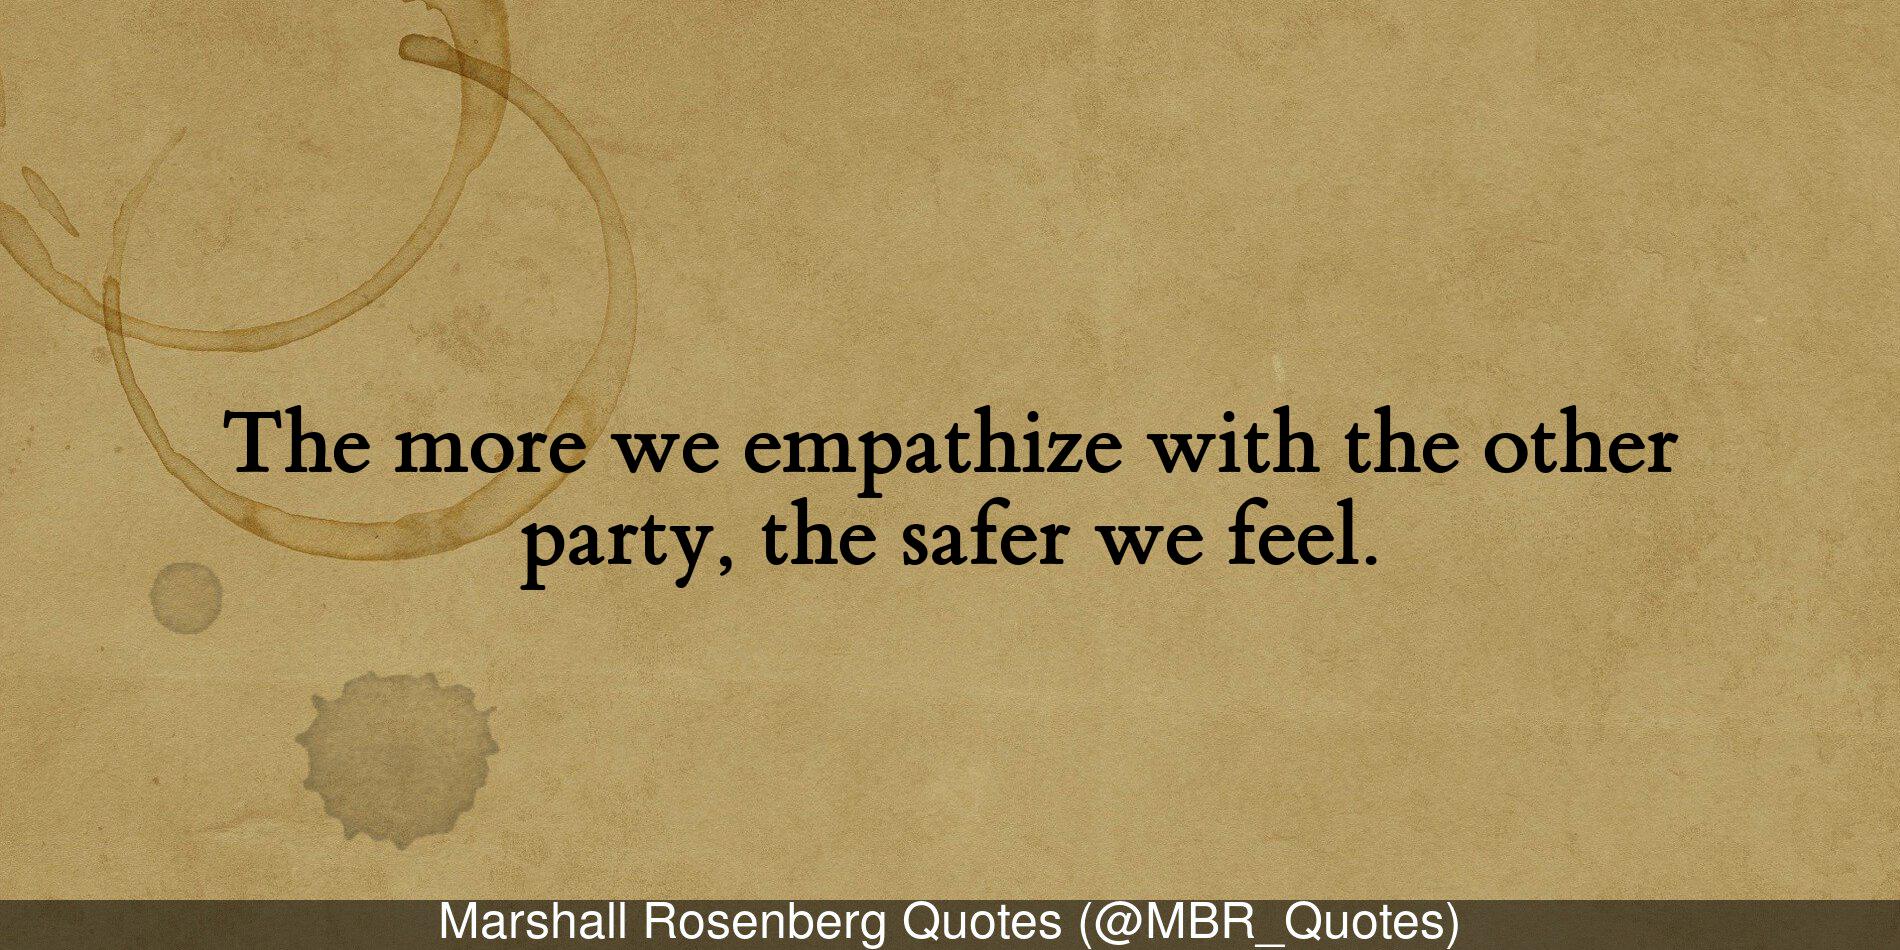 The more we empathize with the other
party, the safer we feel.
Marshall Rosenberg Quotes (@MBR_Quotes)